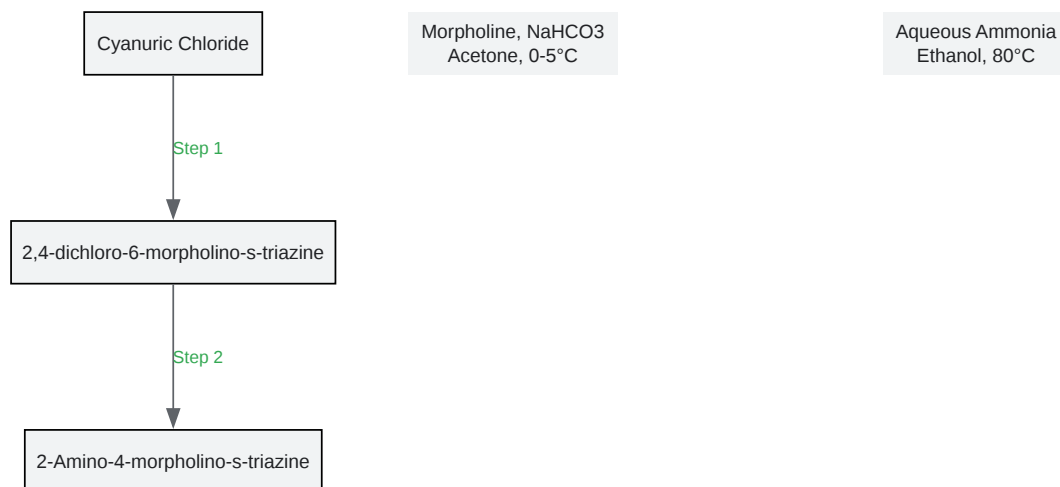 Cyanuric Chloride
Morpholine, NaHCO3
Acetone, 0-5°C
Aqueous Ammonia
Ethanol, 80°C
Step 1
2,4-dichloro-6-morpholino-s-triazine
Step 2
2-Amino-4-morpholino-s-triazine